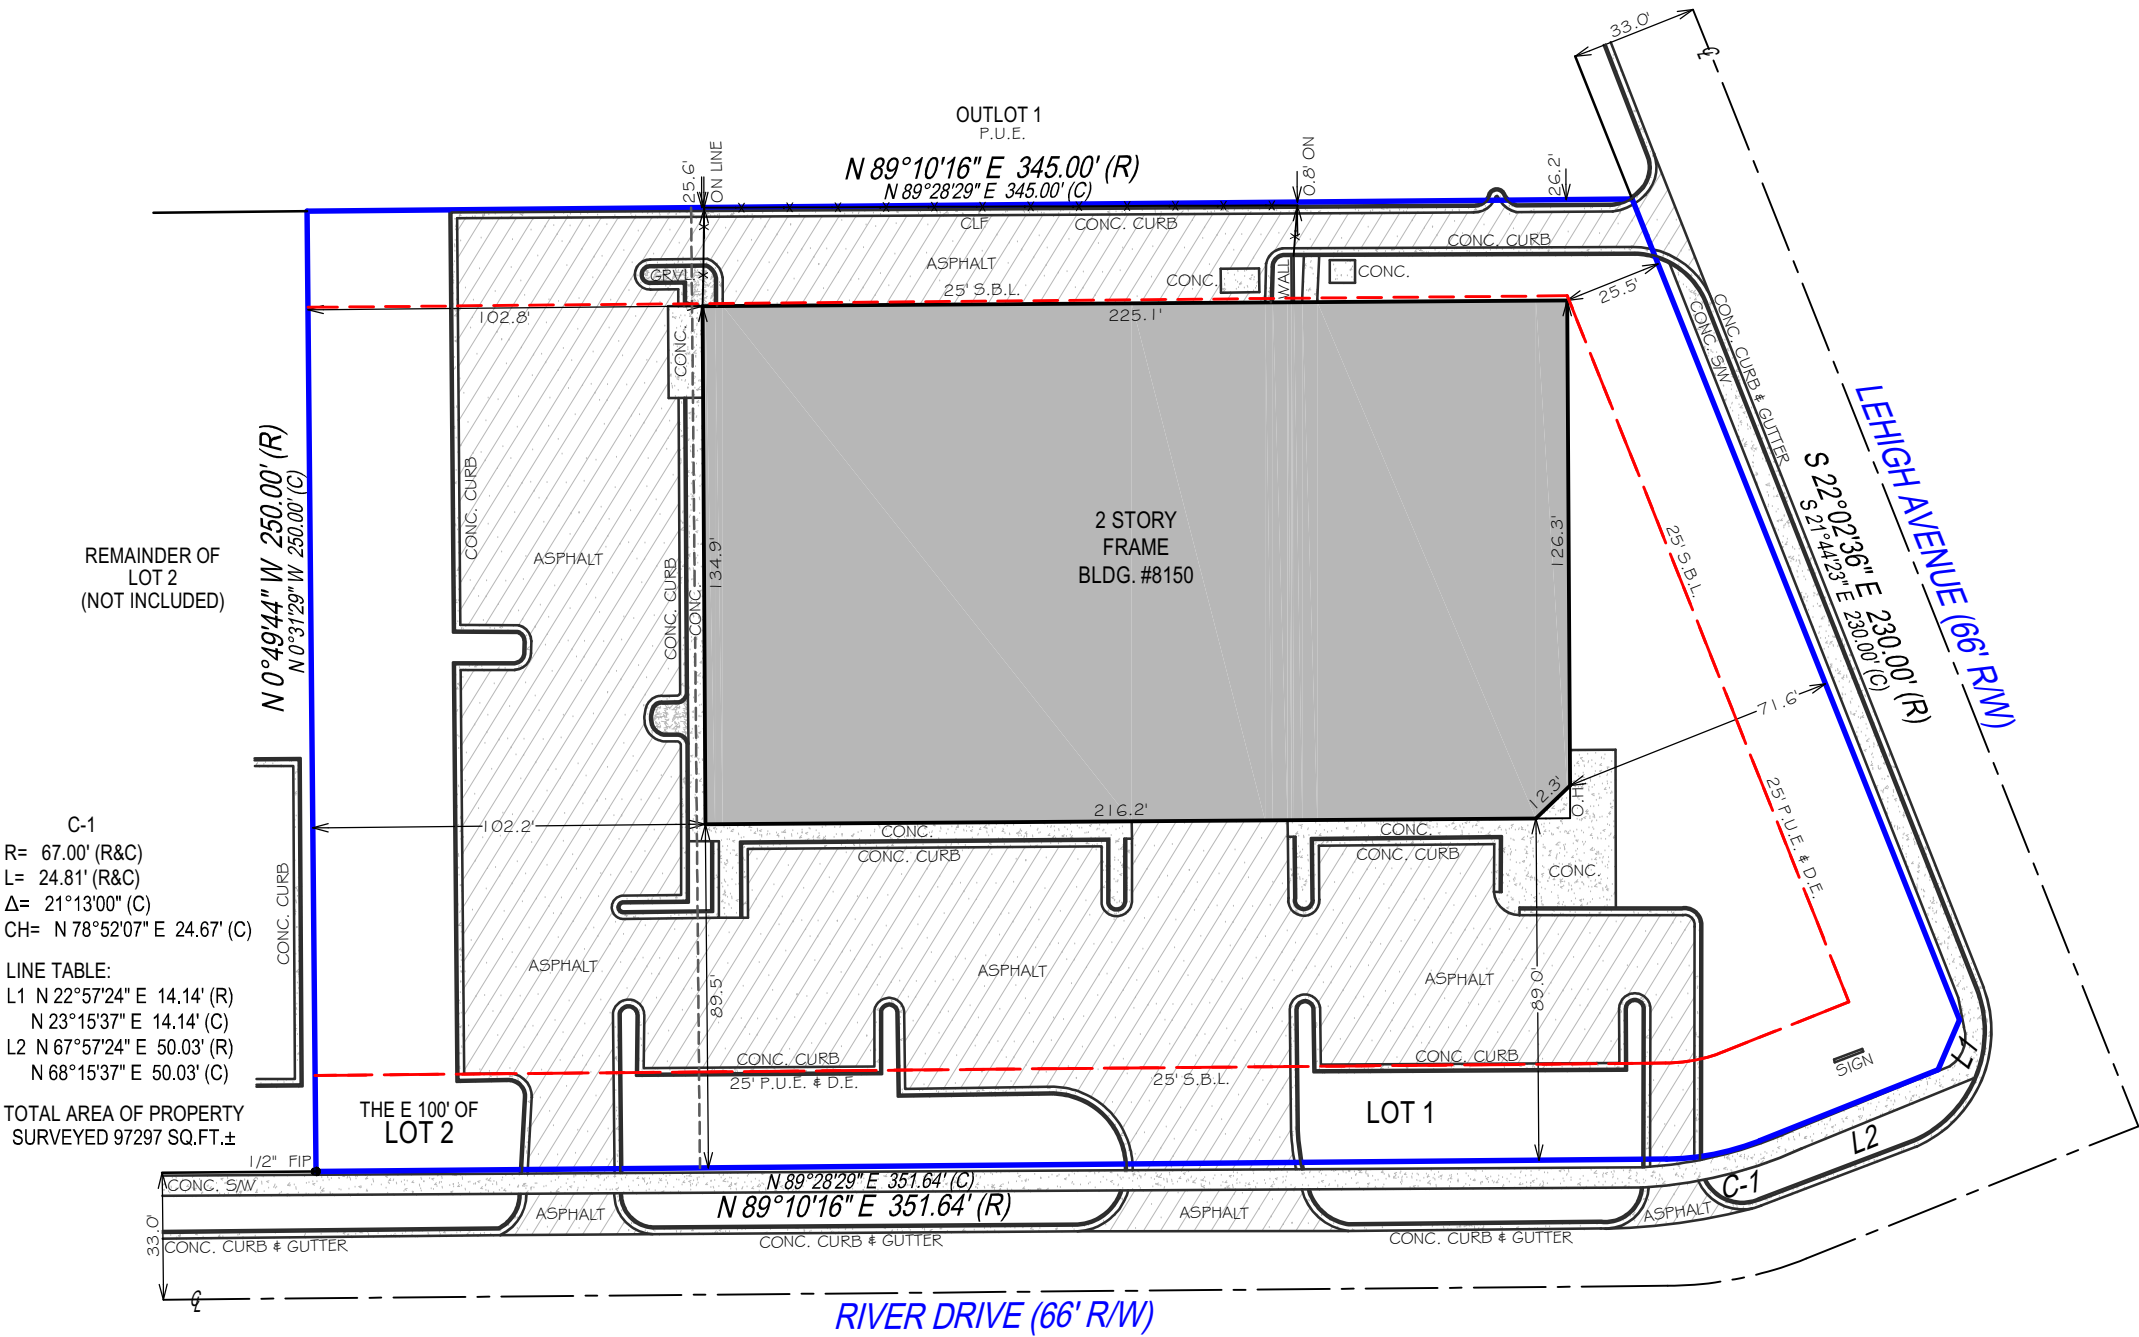 33.0'
℄
OUTLOT 1
P.U.E.
N 89°10'16" E 345.00' (R)
N 89°28'29" E 345.00' (C)
25.6'
ON LINE
0.8' ON
26.2'
CLF
CONC. CURB
CONC. CURB
ASPHALT
GRVL
CONC.
WALL
CONC.
25' S.B.L.
25.5'
102.8'
225.1'
CONC.
CONC. S/W
CONC. CURB & GUTTER
LEHIGH AVENUE (66' R/W)
S 22°02'36" E 230.00' (R)
S 21°44'23" E 230.00' (C)
N 0°49'44" W 250.00' (R)
N 0°31'29" W 250.00' (C)
CONC. CURB
ASPHALT
CONC. CURB
CONC.
134.9'
2 STORY
FRAME
BLDG. #8150
126.3'
25' S.B.L.
REMAINDER OF
LOT 2
(NOT INCLUDED)
71.6'
25' P.U.E. & D.E.
12.3'
O.H.
102.2'
216.2'
CONC.
CONC. CURB
CONC.
CONC. CURB
CONC.
C-1
R= 67.00' (R&C)
L= 24.81' (R&C)
Δ= 21°13'00" (C)
CH= N 78°52'07" E 24.67' (C)
CONC. CURB
LINE TABLE:
L1 N 22°57'24" E 14.14' (R)
N 23°15'37" E 14.14' (C)
L2 N 67°57'24" E 50.03' (R)
N 68°15'37" E 50.03' (C)
ASPHALT
89.5'
ASPHALT
ASPHALT
89.0'
CONC. CURB
25' P.U.E. & D.E.
25' S.B.L.
CONC. CURB
SIGN
L1
TOTAL AREA OF PROPERTY
SURVEYED 97297 SQ.FT.±
THE E 100' OF
LOT 2
LOT 1
L2
1/2" FIP
CONC. S/W
N 89°28'29" E 351.64' (C)
N 89°10'16" E 351.64' (R)
C-1
33.0'
ASPHALT
ASPHALT
ASPHALT
CONC. CURB & GUTTER
CONC. CURB & GUTTER
CONC. CURB & GUTTER
℄
RIVER DRIVE (66' R/W)